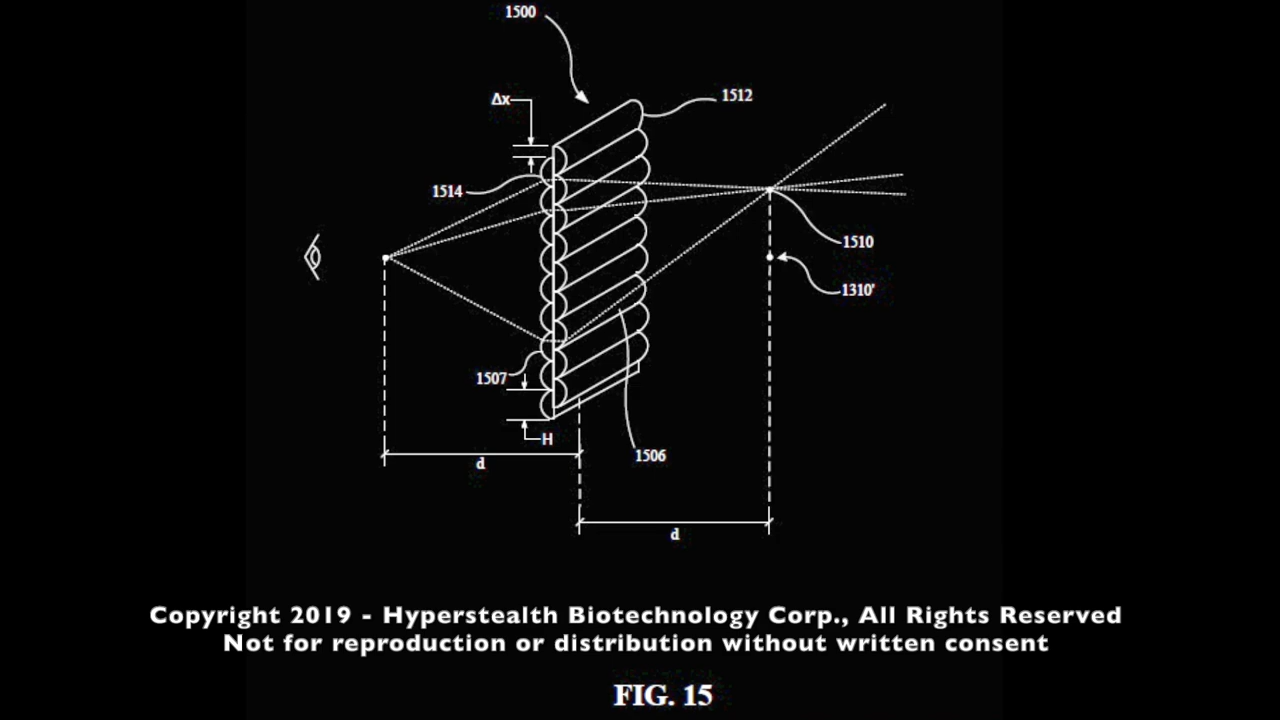 1500
Δx
1512
1514
1510
1310'
1507
H
1506
d
d
Copyright 2019 - Hyperstealth Biotechnology Corp., All Rights Reserved
Not for reproduction or distribution without written consent
FIG. 15